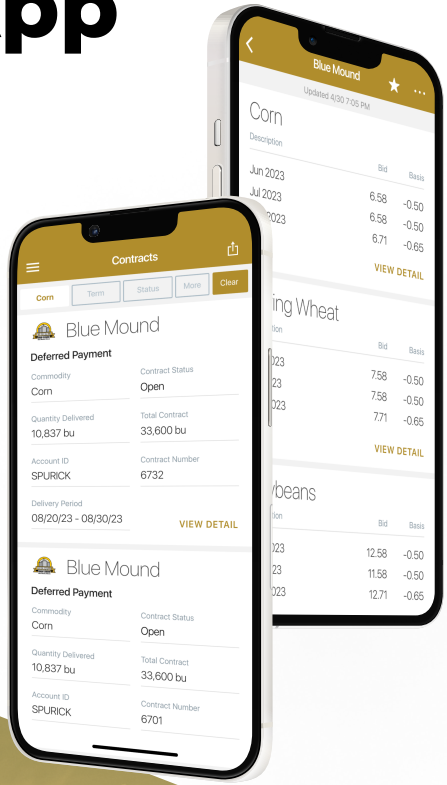 App
Blue Mound
Updated 4/30 7:05 PM
Corn
Description
Bid Basis
Jun 2023 6.58 -0.50
Jul 2023 6.58 -0.50
2023 6.71 -0.65
VIEW DETAIL
ing Wheat
Bid Basis
023 7.58 -0.50
23 7.58 -0.50
023 7.71 -0.65
VIEW DETAIL
ybeans
Bid Basis
023 12.58 -0.50
23 11.58 -0.50
2023 12.71 -0.65
Contracts
Corn Term Status More Clear
Blue Mound
Deferred Payment
Commodity Contract Status
Corn Open
Quantity Delivered Total Contract
10,837 bu 33,600 bu
Account ID Contract Number
SPURICK 6732
Delivery Period
08/20/23 - 08/30/23 VIEW DETAIL
Blue Mound
Deferred Payment
Commodity Contract Status
Corn Open
Quantity Delivered Total Contract
10,837 bu 33,600 bu
Account ID Contract Number
SPURICK 6701